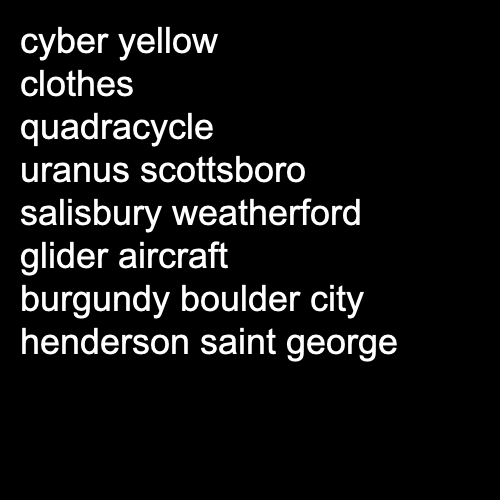 cyber yellow
clothes
quadracycle
uranus scottsboro
salisbury weatherford
glider aircraft
burgundy boulder city
henderson saint george